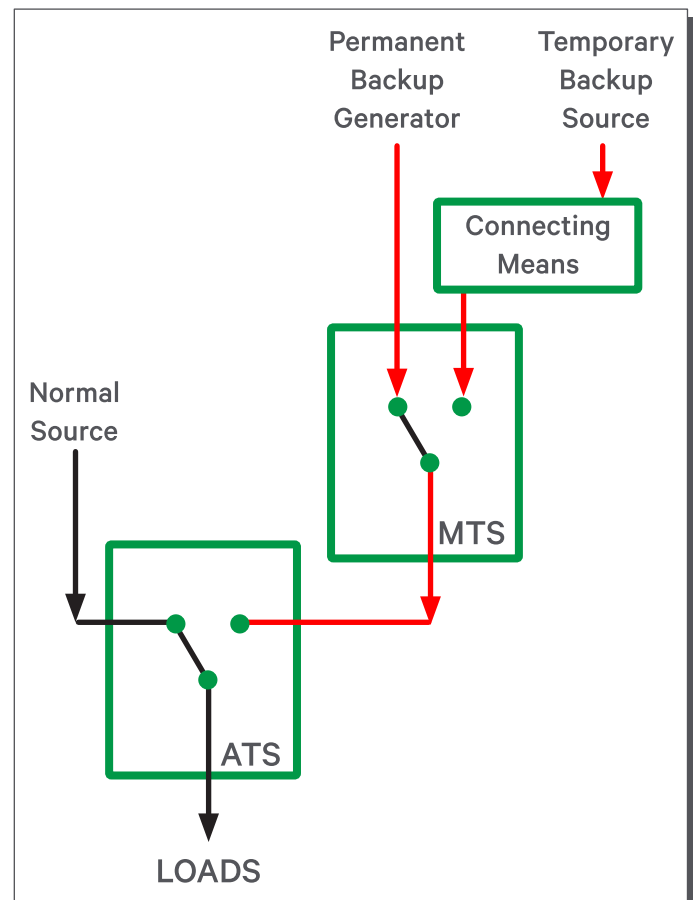 Permanent
Backup
Generator
Temporary
Backup
Source
Connecting
Means
Normal
Source
MTS
ATS
LOADS